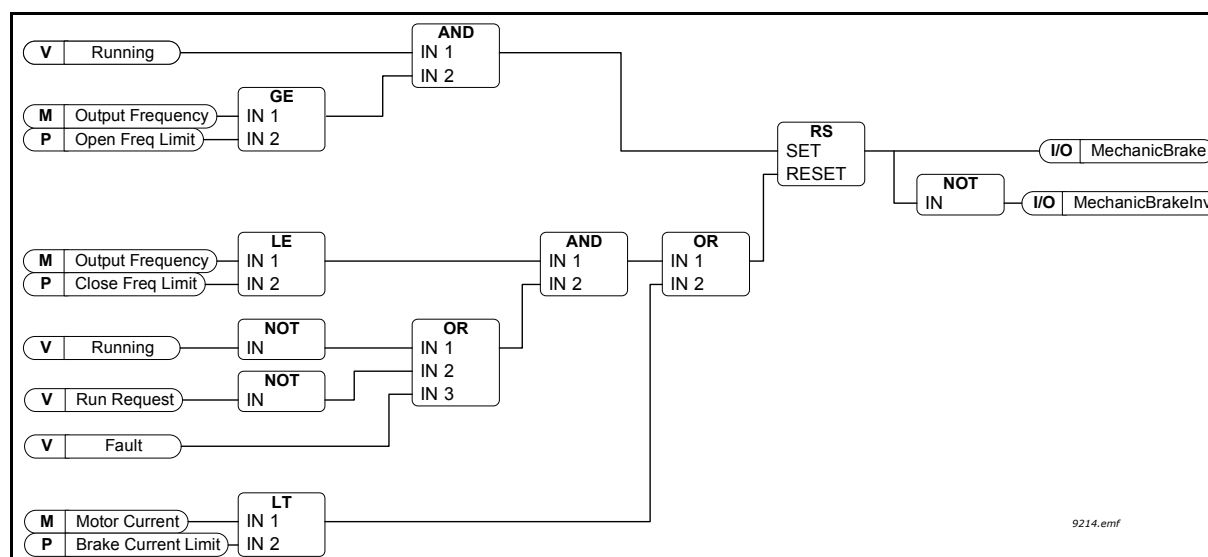 AND
V Running
IN 1
IN 2
GE
M Output Frequency
IN 1
P Open Freq Limit
IN 2
RS
SET
RESET
I/O MechanicBrake
NOT
IN
I/O MechanicBrakeInv
LE
M Output Frequency
IN 1
P Close Freq Limit
IN 2
AND
IN 1
IN 2
OR
IN 1
IN 2
NOT
V Running
IN
OR
IN 1
IN 2
IN 3
NOT
V Run Request
IN
V Fault
LT
M Motor Current
IN 1
P Brake Current Limit
IN 2
9214.emf